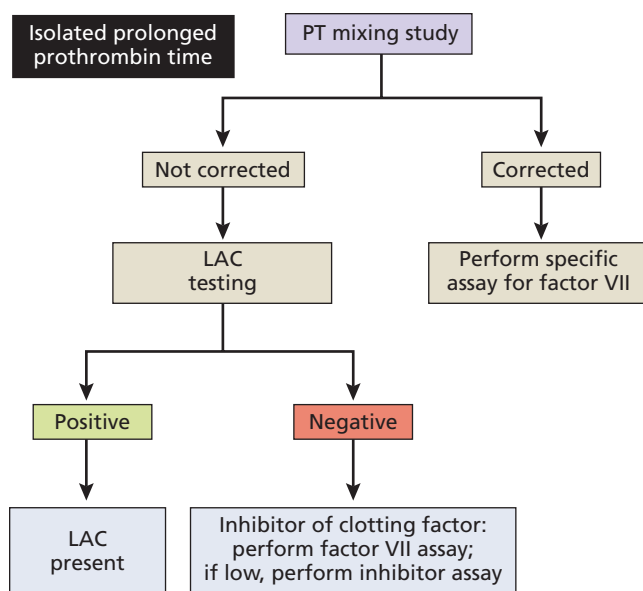 Isolated prolonged
prothrombin time
PT mixing study
Not corrected
Corrected
LAC
testing
Perform specific
assay for factor VII
Positive
Negative
LAC
present
Inhibitor of clotting factor:
perform factor VII assay;
if low, perform inhibitor assay